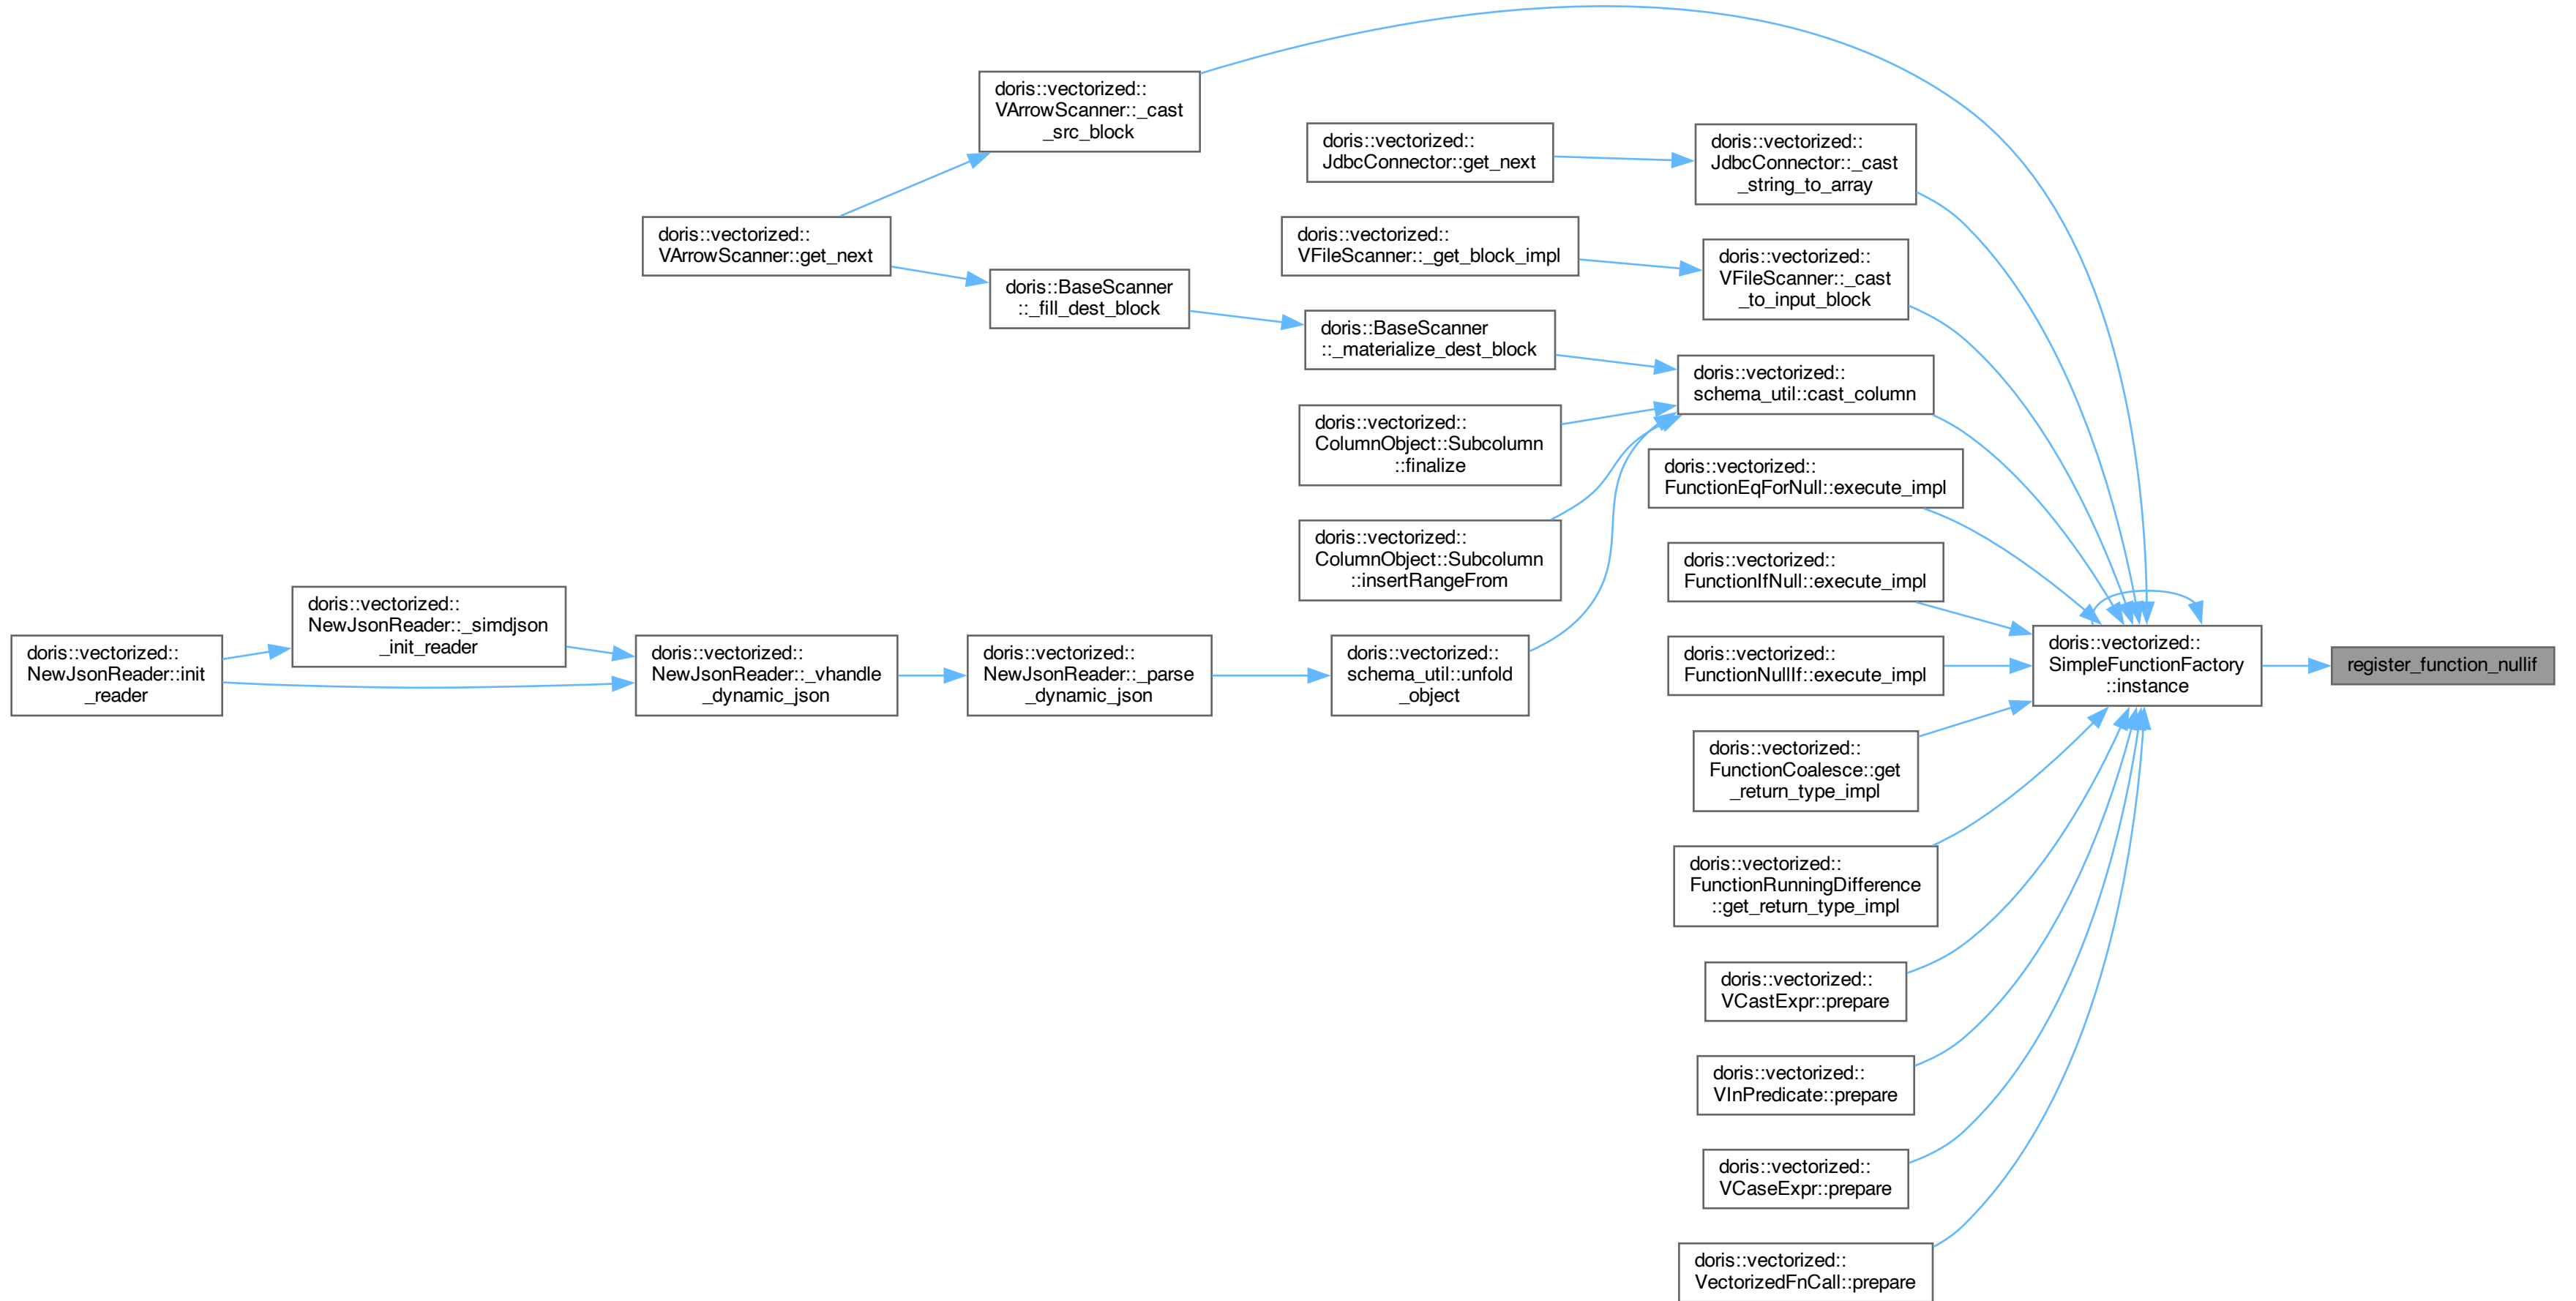 doris::vectorized::
VArrowScanner::_cast
_src_block
doris::vectorized::
JdbcConnector::get_next
doris::vectorized::
JdbcConnector::_cast
_string_to_array
doris::vectorized::
VArrowScanner::get_next
doris::vectorized::
VFileScanner::_get_block_impl
doris::vectorized::
VFileScanner::_cast
_to_input_block
doris::BaseScanner
::_fill_dest_block
doris::BaseScanner
::_materialize_dest_block
doris::vectorized::
schema_util::cast_column
doris::vectorized::
ColumnObject::Subcolumn
::finalize
doris::vectorized::
FunctionEqForNull::execute_impl
doris::vectorized::
ColumnObject::Subcolumn
::insertRangeFrom
doris::vectorized::
FunctionIfNull::execute_impl
doris::vectorized::
NewJsonReader::init
_reader
doris::vectorized::
NewJsonReader::_simdjson
_init_reader
doris::vectorized::
NewJsonReader::_vhandle
_dynamic_json
doris::vectorized::
NewJsonReader::_parse
_dynamic_json
doris::vectorized::
schema_util::unfold
_object
doris::vectorized::
FunctionNullIf::execute_impl
doris::vectorized::
SimpleFunctionFactory
::instance
register_function_nullif
doris::vectorized::
FunctionCoalesce::get
_return_type_impl
doris::vectorized::
FunctionRunningDifference
::get_return_type_impl
doris::vectorized::
VCastExpr::prepare
doris::vectorized::
VInPredicate::prepare
doris::vectorized::
VCaseExpr::prepare
doris::vectorized::
VectorizedFnCall::prepare